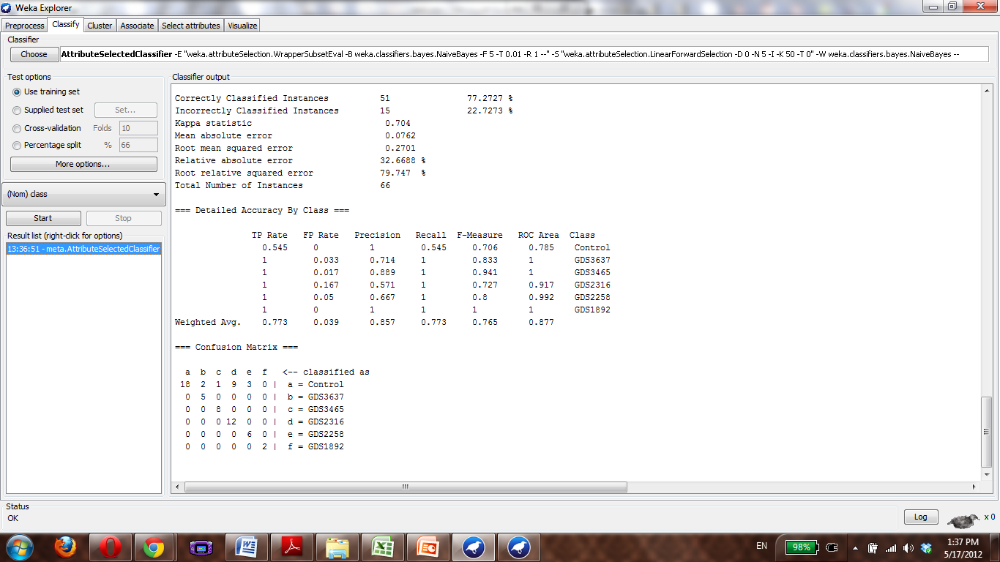 Weka Explorer
Preprocess Classify Cluster Associate Select attributes Visualize
Classifier
Choose AttributeSelectedClassifier -E "weka.attributeSelection.WrapperSubsetEval -B weka.classifiers.bayes.NaiveBayes -F 5 -T 0.01 -R 1 --" -S "weka.attributeSelection.LinearForwardSelection -D 0 -N 5 -I -K 50 -T 0" -W weka.classifiers.bayes.NaiveBayes --
Test options
Use training set
Supplied test set Set...
Cross-validation Folds 10
Percentage split % 66
More options...
(Nom) class
Start Stop
Result list (right-click for options)
13:36:51 - meta.AttributeSelectedClassifier
Classifier output
Correctly Classified Instances 51 77.2727 %
Incorrectly Classified Instances 15 22.7273 %
Kappa statistic 0.704
Mean absolute error 0.0762
Root mean squared error 0.2701
Relative absolute error 32.6688 %
Root relative squared error 79.747 %
Total Number of Instances 66
=== Detailed Accuracy By Class ===
TP Rate FP Rate Precision Recall F-Measure ROC Area Class
0.545 0 1 0.545 0.706 0.785 Control
1 0.033 0.714 1 0.833 1 GDS3637
1 0.017 0.889 1 0.941 1 GDS3465
1 0.167 0.571 1 0.727 0.917 GDS2316
1 0.05 0.667 1 0.8 0.992 GDS2258
1 0 1 1 1 1 GDS1892
Weighted Avg. 0.773 0.039 0.857 0.773 0.765 0.877
=== Confusion Matrix ===
a b c d e f <-- classified as
18 2 1 9 3 0 | a = Control
0 5 0 0 0 0 | b = GDS3637
0 0 8 0 0 0 | c = GDS3465
0 0 0 12 0 0 | d = GDS2316
0 0 0 0 6 0 | e = GDS2258
0 0 0 0 0 2 | f = GDS1892
Status
OK
Log x 0
EN 98% 1:37 PM
5/17/2012